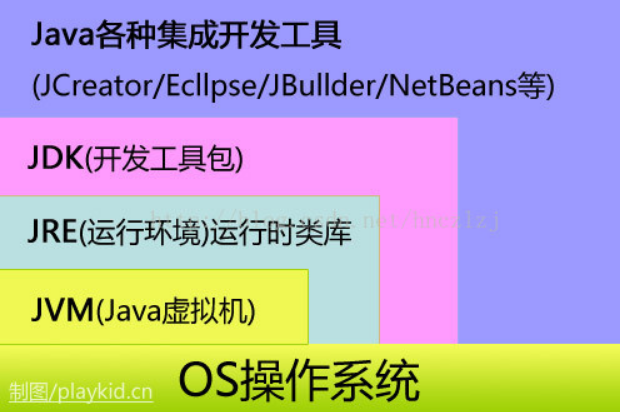 Java各种集成开发工具
(JCreator/Ecllpse/JBullder/NetBeans等)
JDK(开发工具包)
JRE(运行环境)运行时类库
JVM(Java虚拟机)
OS操作系统
制图/playkid.cn